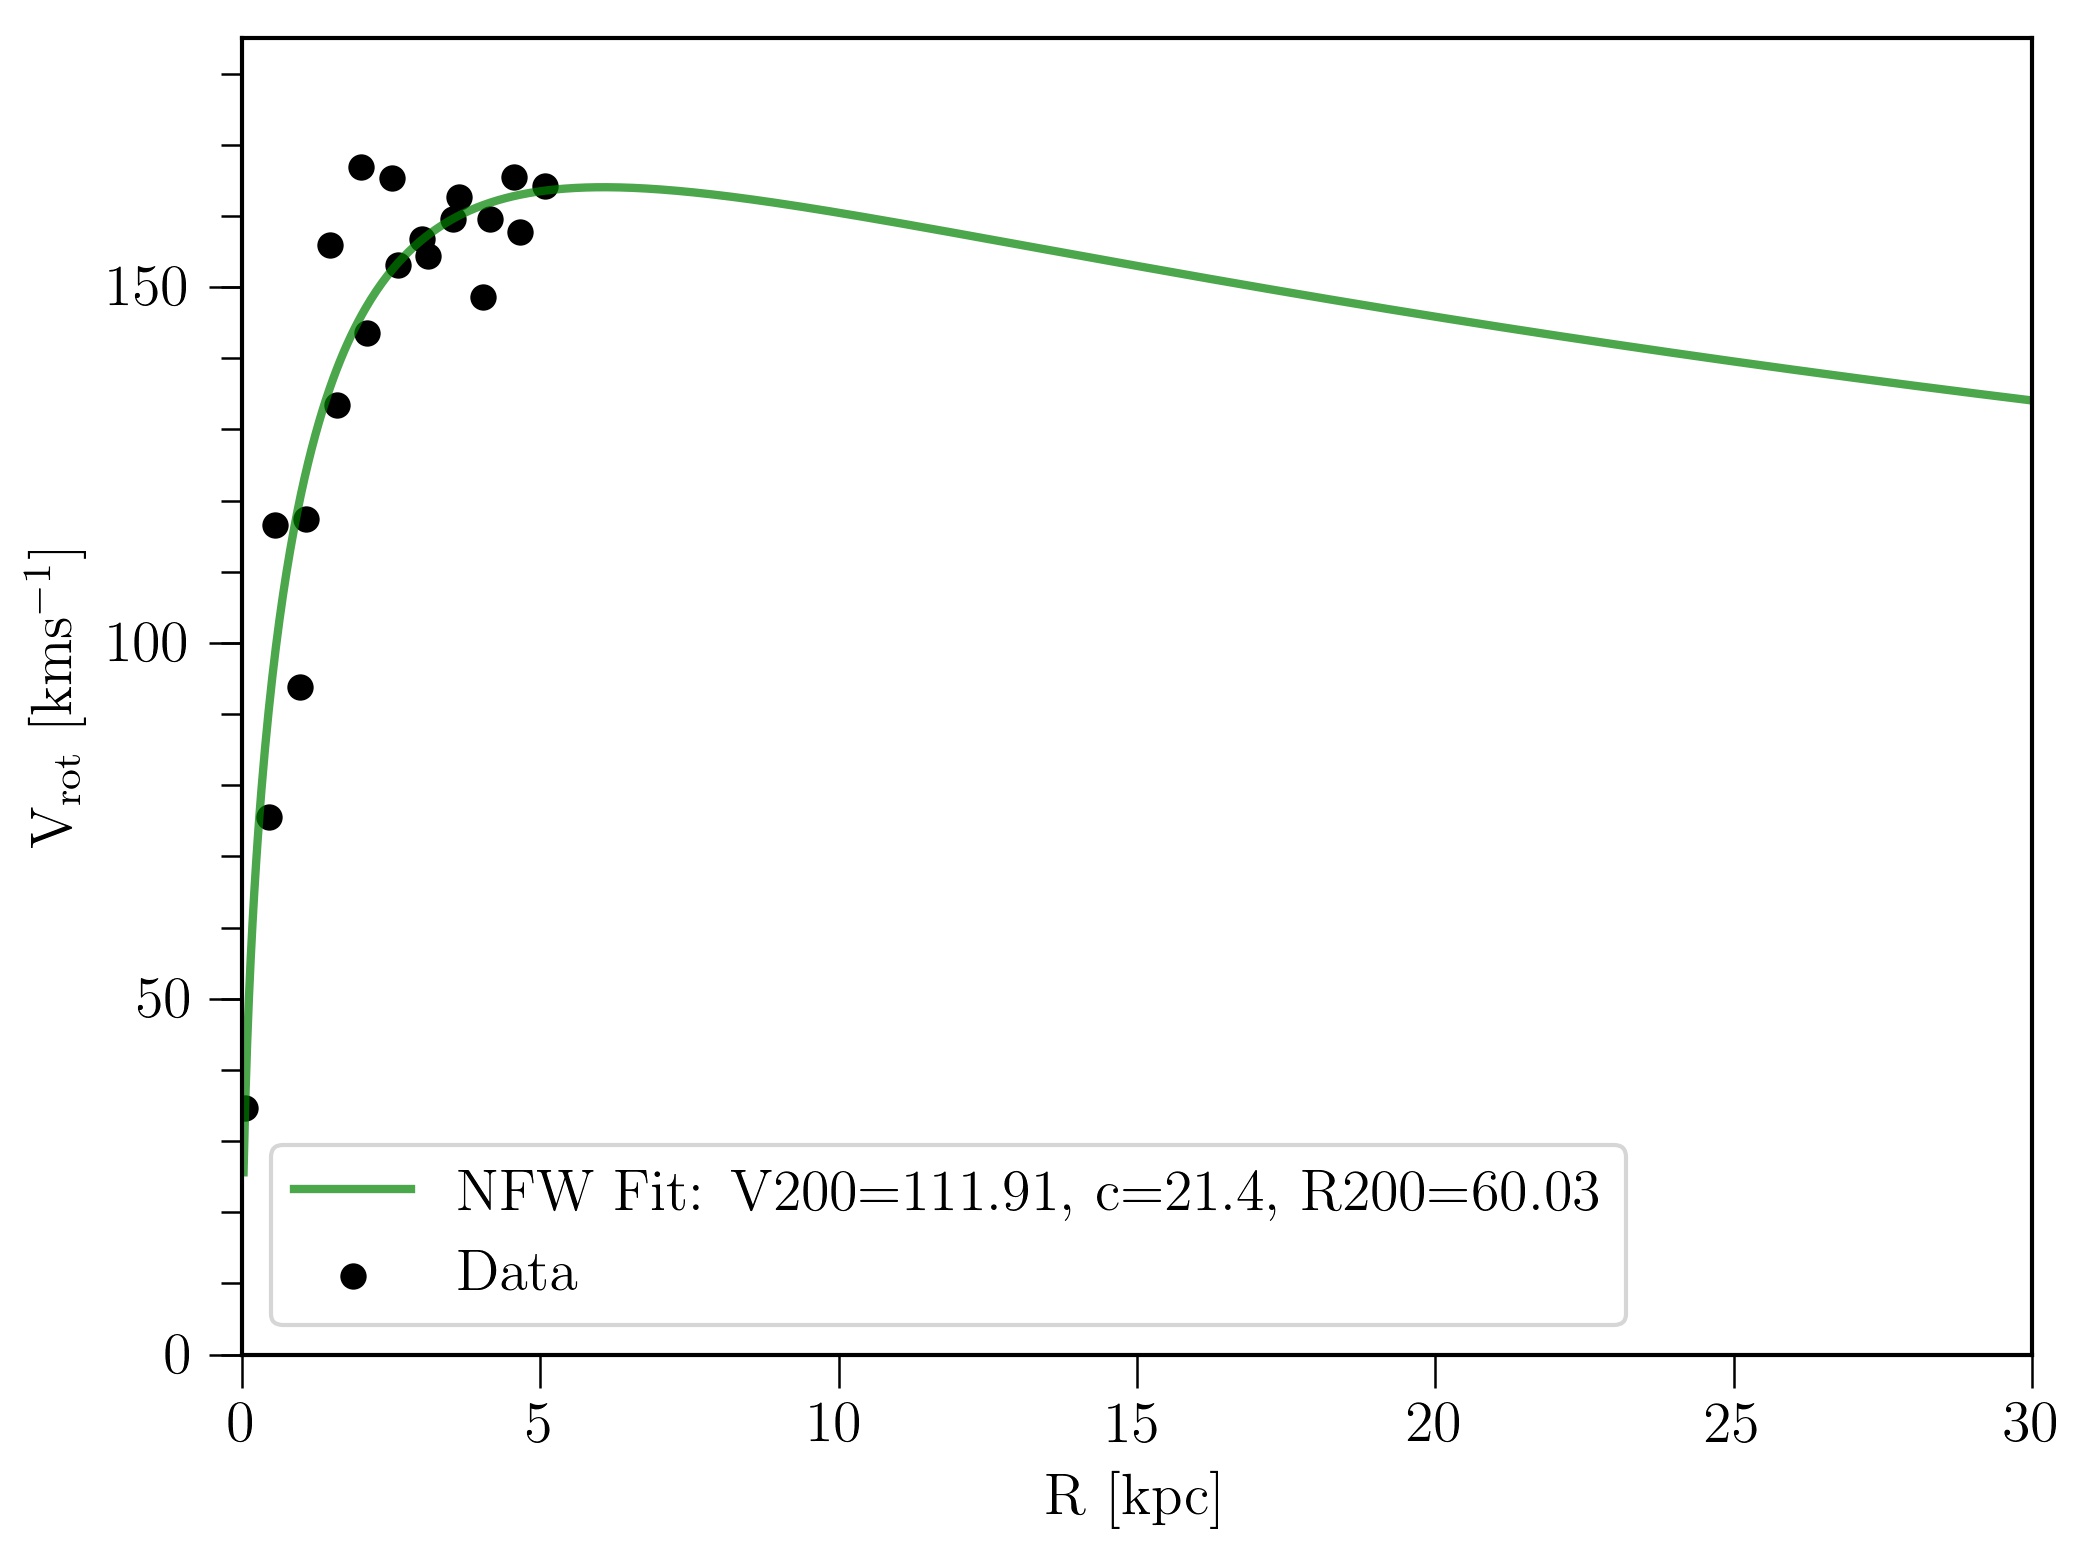 150
100
50
0
V_rot [kms⁻¹]
NFW Fit: V200=111.91, c=21.4, R200=60.03
Data
0 5 10 15 20 25 30
R [kpc]